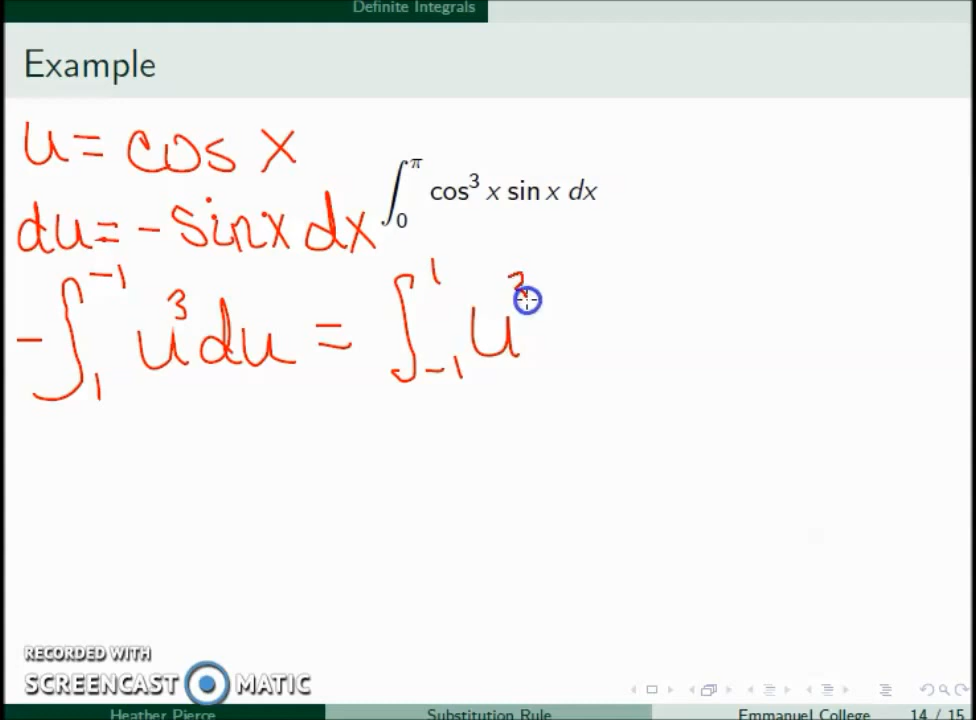 Definite Integrals
Example
u = cos x
∫₀^π cos³ x sin x dx
du = - sin x dx
-∫₁^-1 u³ du = ∫₋₁^1 u
RECORDED WITH
SCREENCAST MATIC
Heather Pierce Substitution Rule Emmanuel College 14 / 15